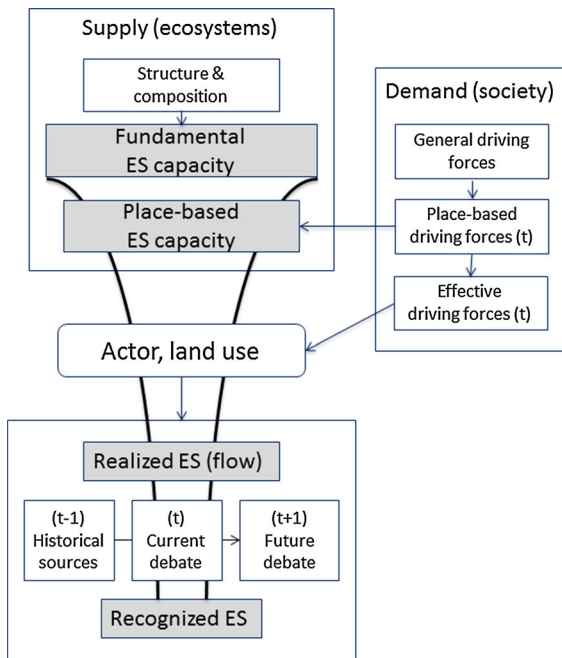 Supply (ecosystems)
Structure &
composition
Fundamental
ES capacity
Place-based
ES capacity
Demand (society)
General driving
forces
Place-based
driving forces (t)
Effective
driving forces (t)
Actor, land use
Realized ES (flow)
(t-1)
Historical
sources
(t)
Current
debate
(t+1)
Future
debate
Recognized ES